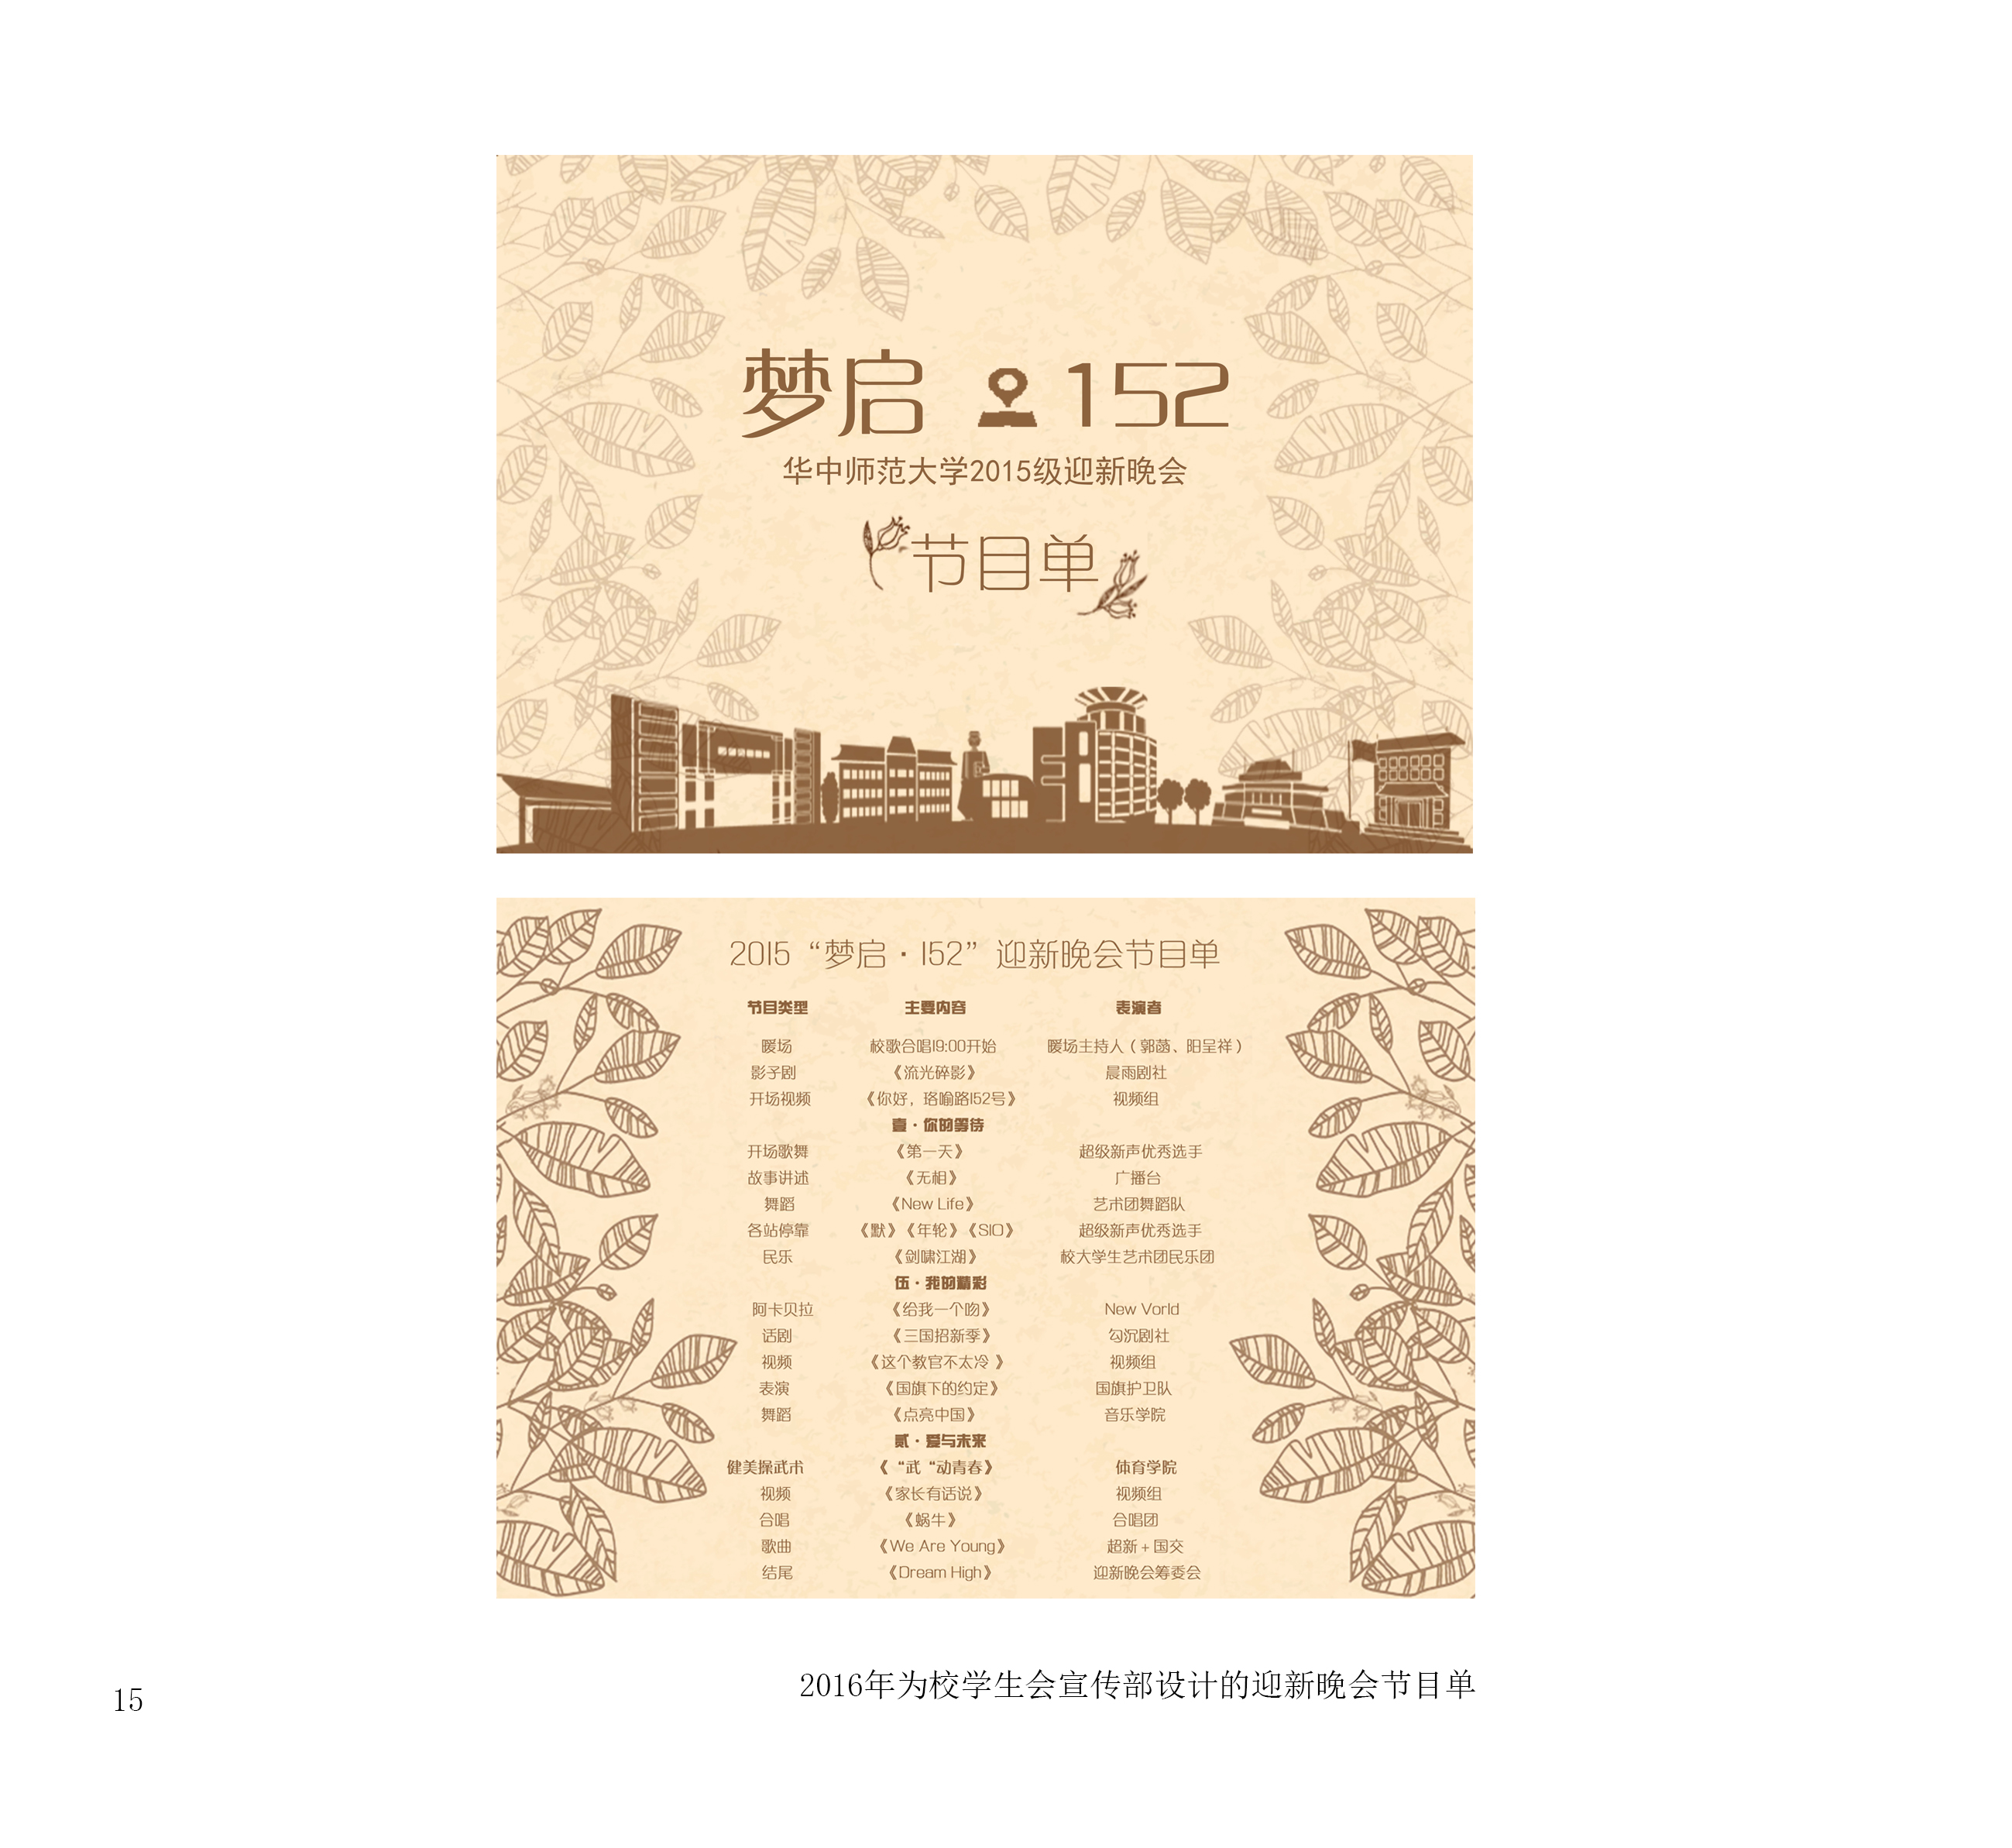 梦启 152
华中师范大学2015级迎新晚会
节目单
2015“梦启·152”迎新晚会节目单
节目类型 主要内容 表演者
暖场 校歌合唱19:00开始 暖场主持人(郭菡、阳呈祥)
影子剧 《流光碎影》 晨雨剧社
开场视频 《你好，珞喻路152号》 视频组
壹·你的等待
开场歌舞 《第一天》 超级新声优秀选手
故事讲述 《无相》 广播台
舞蹈 《New Life》 艺术团舞蹈队
各站停靠 《默》《年轮》《SIO》 超级新声优秀选手
民乐 《剑啸江湖》 校大学生艺术团民乐团
伍·我的精彩
阿卡贝拉 《给我一个吻》 New Vorld
话剧 《三国招新季》 勾沉剧社
视频 《这个教官不太冷 》 视频组
表演 《国旗下的约定》 国旗护卫队
舞蹈 《点亮中国》 音乐学院
贰·爱与未来
健美操武术 《“武“动青春》 体育学院
视频 《家长有话说》 视频组
合唱 《蜗牛》 合唱团
歌曲 《We Are Young》 超新+国交
结尾 《Dream High》 迎新晚会筹委会
2016年为校学生会宣传部设计的迎新晚会节目单
15